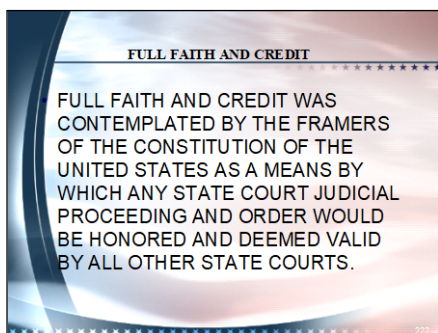 FULL FAITH AND CREDIT
• FULL FAITH AND CREDIT WAS
CONTEMPLATED BY THE FRAMERS
OF THE CONSTITUTION OF THE
UNITED STATES AS A MEANS BY
WHICH ANY STATE COURT JUDICIAL
PROCEEDING AND ORDER WOULD
BE HONORED AND DEEMED VALID
BY ALL OTHER STATE COURTS.